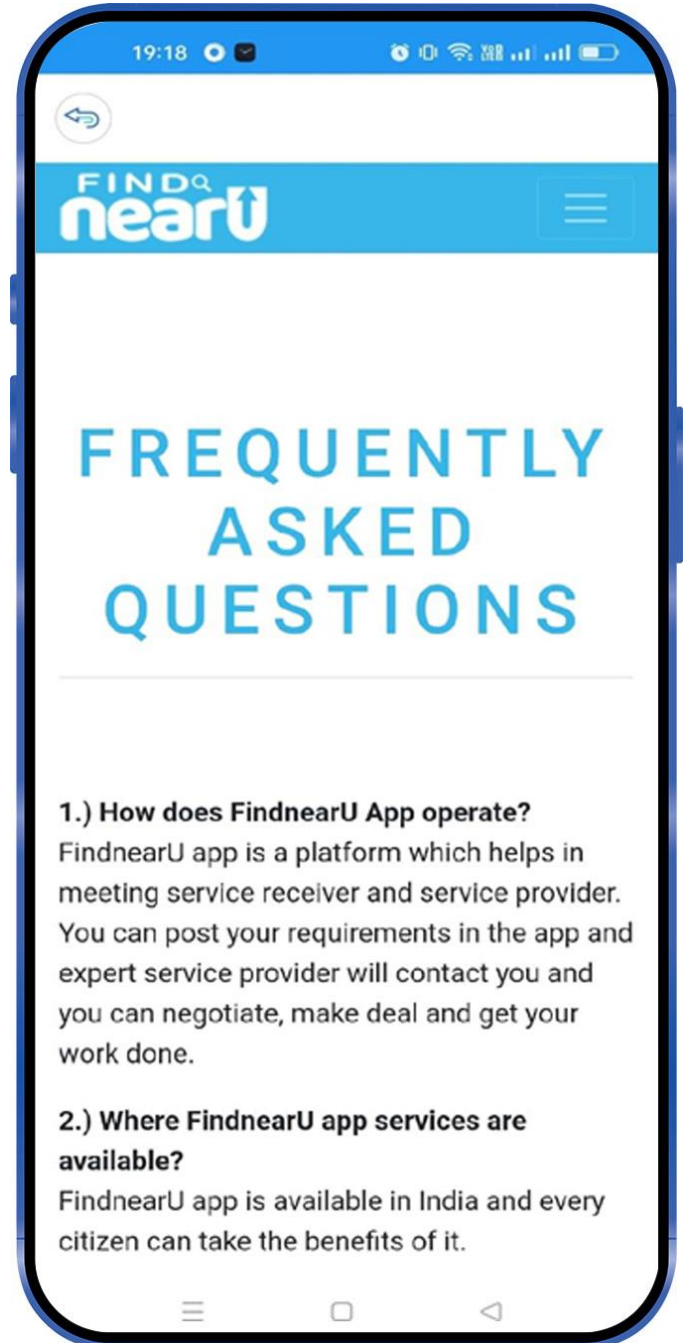 19:18
FIND
nearU
FREQUENTLY
ASKED
QUESTIONS
1.) How does FindnearU App operate?
FindnearU app is a platform which helps in
meeting service receiver and service provider.
You can post your requirements in the app and
expert service provider will contact you and
you can negotiate, make deal and get your
work done.
2.) Where FindnearU app services are
available?
FindnearU app is available in India and every
citizen can take the benefits of it.